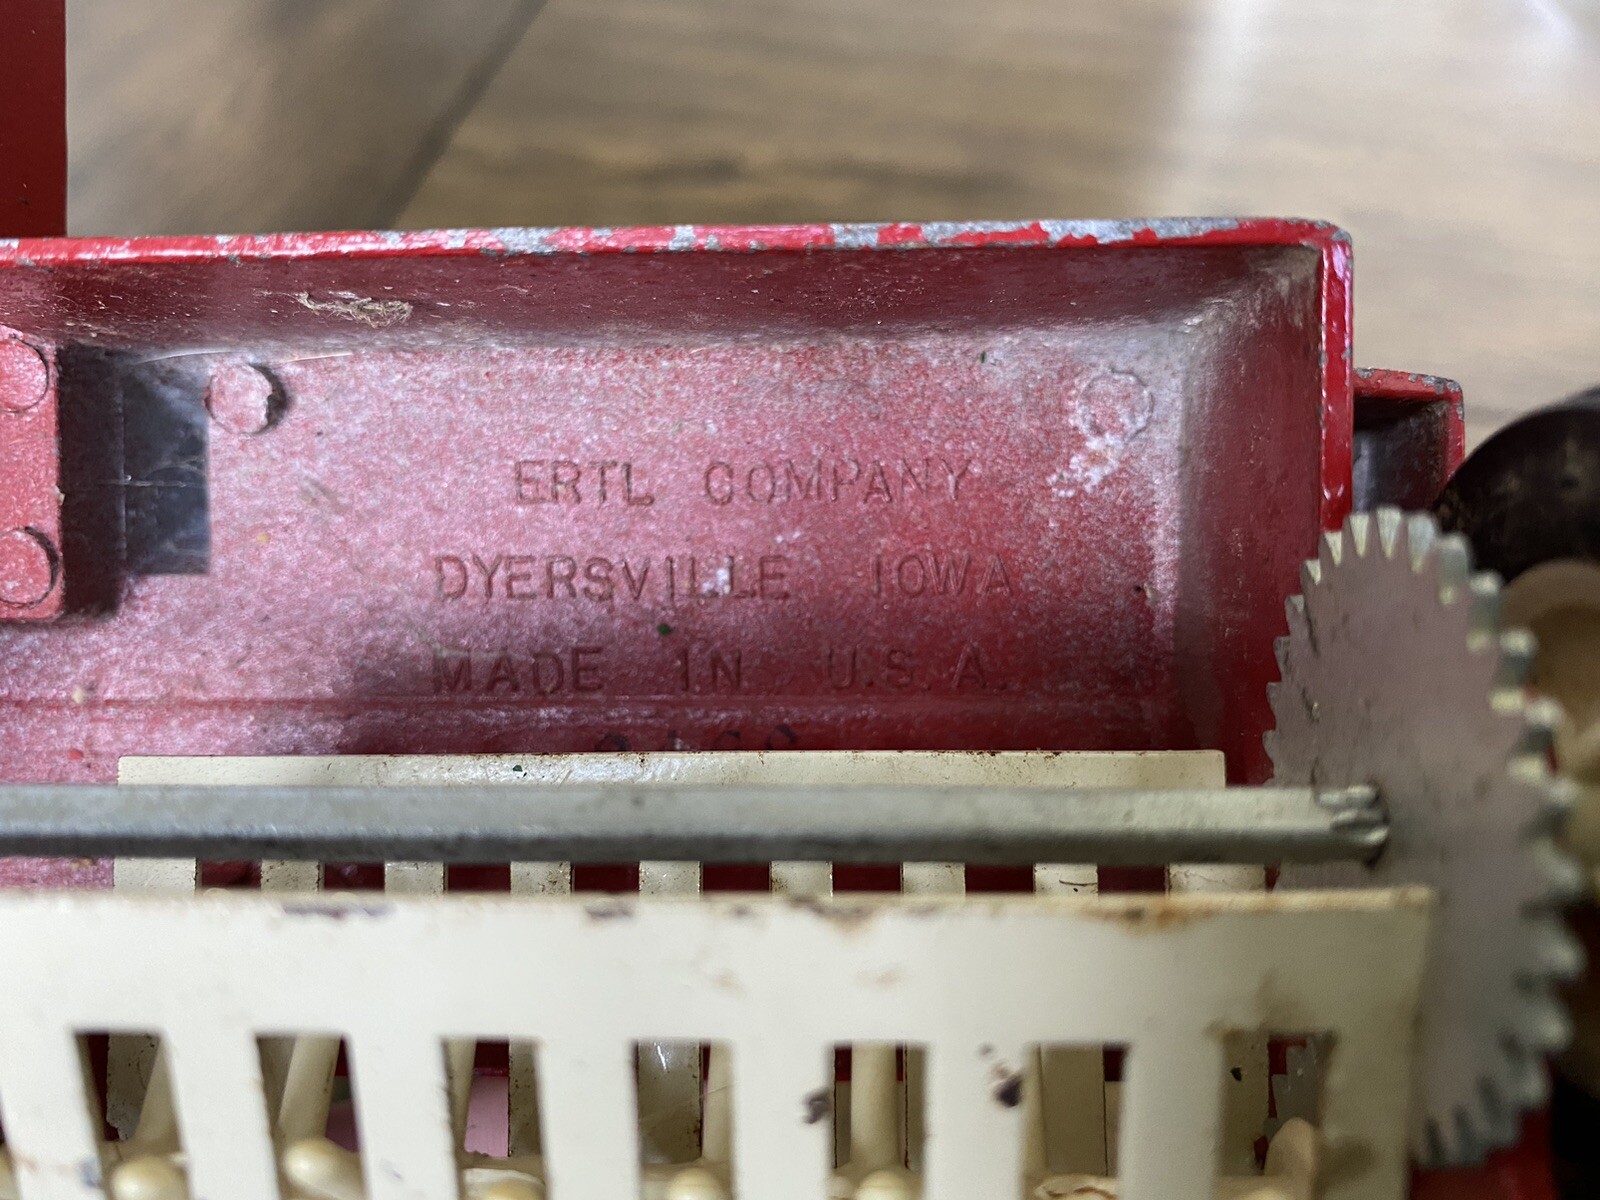 ERTL COMPANY
DYERSVILLE IOWA
MADE IN U.S.A.